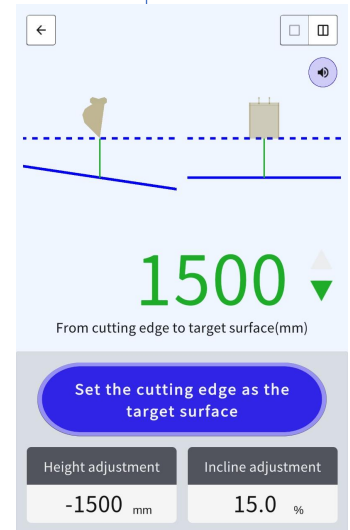 1500
From cutting edge to target surface(mm)
Set the cutting edge as the
target surface
Height adjustment
Incline adjustment
-1500 mm
15.0 %